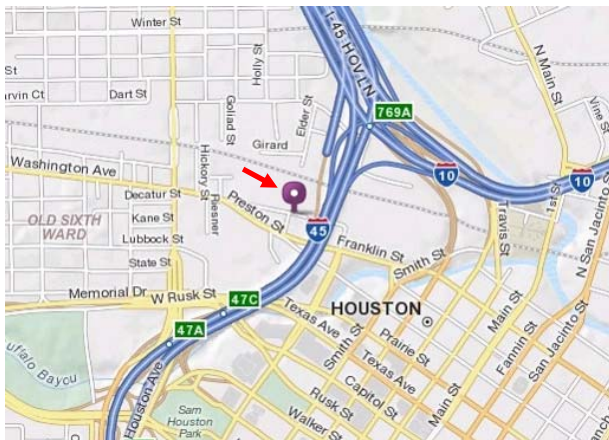 Winter St
I-45 HOV LN
N Main St
St
Holly St
arvin Ct
Dart St
Goliad St
Elder St
769A
Vine St
Girard
Washington Ave
Hickory St
10
10
Decatur St
Riesner
Preston St
1st St
OLD SIXTH
WARD
Kane St
45
Travis St
Lubbock St
Franklin St
N San Jacinto St
State St
Smith St
Memorial Dr
W Rusk St
47C
Texas Ave
HOUSTON
Main St
47A
Smith St
Prairie St
Fannin St
San Jacinto St
uffalo Bayou
Houston Ave
Texas Ave
Capitol St
Main St
Rusk St
Sam
Houston
Park
Walker St